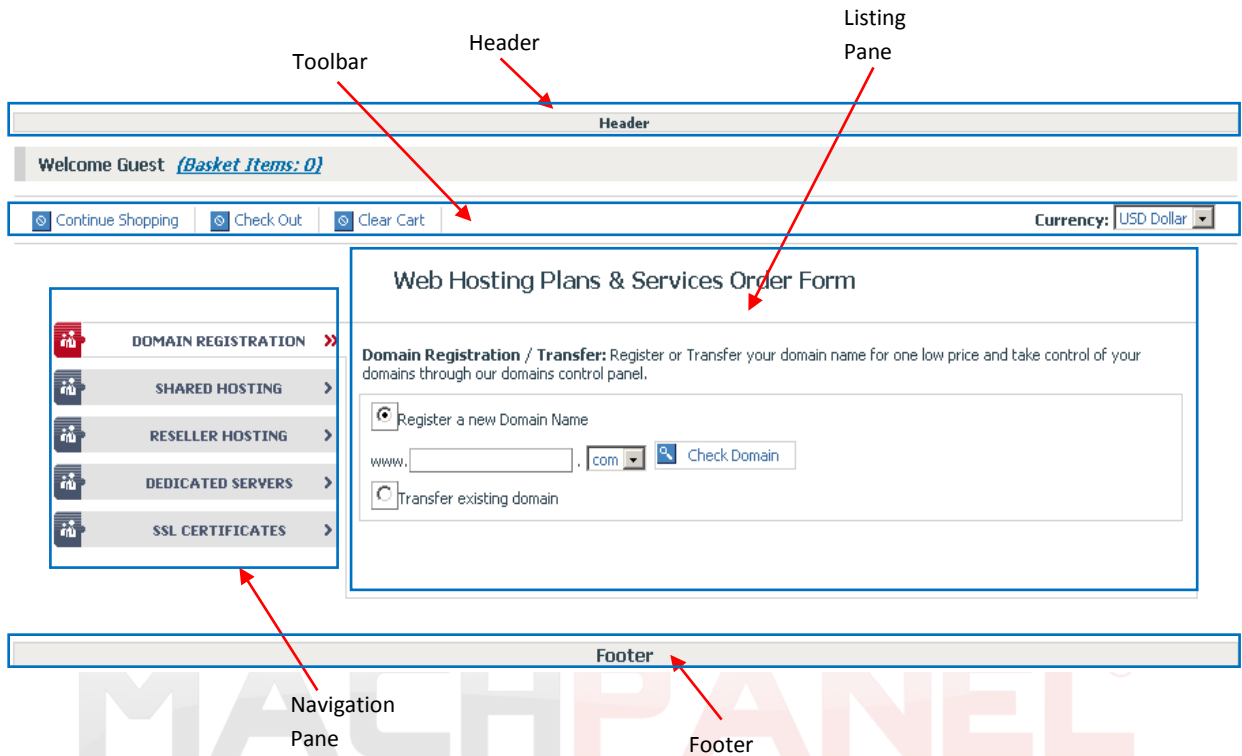 Listing
Pane
Header
Toolbar
Header
Welcome Guest (Basket Items: 0)
Continue Shopping Check Out Clear Cart Currency: USD Dollar
Web Hosting Plans & Services Order Form
DOMAIN REGISTRATION
SHARED HOSTING
RESELLER HOSTING
DEDICATED SERVERS
SSL CERTIFICATES
Domain Registration / Transfer: Register or Transfer your domain name for one low price and take control of your
domains through our domains control panel.
Register a new Domain Name
www. . com Check Domain
Transfer existing domain
Footer
MACHPANEL
Navigation
Pane
Footer